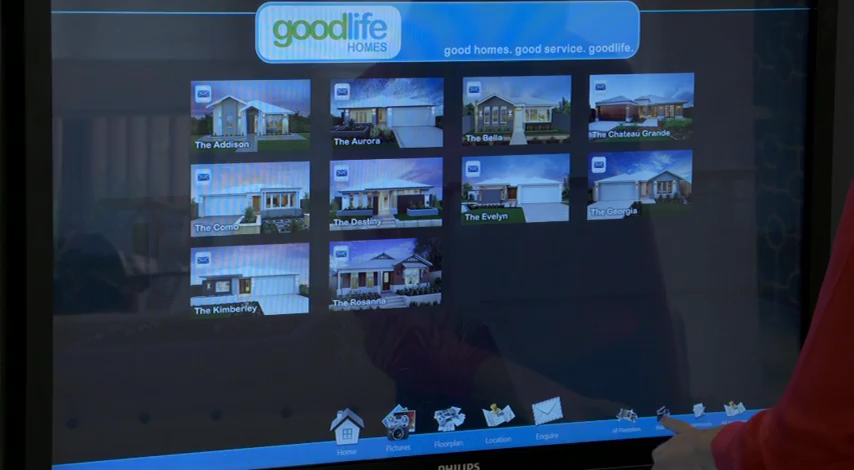 goodlife
HOMES
good homes. good service. goodlife.
The Addison
The Aurora
The Bella
The Chateau Grande
The Como
The Destiny
The Evelyn
The Georgia
The Kimberley
The Rosanna
Home
Pictures
Floorplan
Location
Enquire
PHILIPS